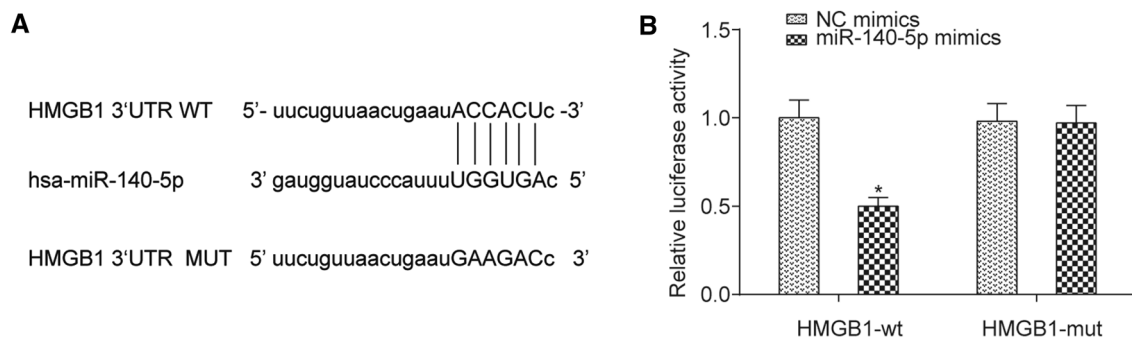 A
HMGB1 3‘UTR WT 5’- uucuguuaacugaauACCACUc -3’
hsa-miR-140-5p 3’ gaugguaucccauuuUGGUGAc 5’
HMGB1 3‘UTR MUT 5’ uucuguuaacugaauGAAGACc 3’
B
NC mimics
miR-140-5p mimics
Relative luciferase activity
1.5
1.0
0.5
0.0
*
HMGB1-wt HMGB1-mut